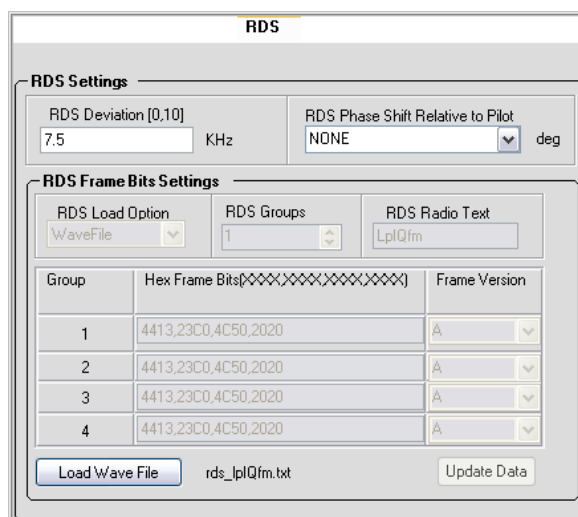 RDS
RDS Settings
RDS Deviation [0,10]
7.5
KHz
RDS Phase Shift Relative to Pilot
NONE
deg
RDS Frame Bits Settings
RDS Load Option
WaveFile
RDS Groups
1
RDS Radio Text
LpIQfm
Group
Hex Frame Bits(XXXX,XXXX,XXXX,XXXX)
Frame Version
1
4413,23C0,4C50,2020
A
2
4413,23C0,4C50,2020
A
3
4413,23C0,4C50,2020
A
4
4413,23C0,4C50,2020
A
Load Wave File
rds_lpIQfm.txt
Update Data